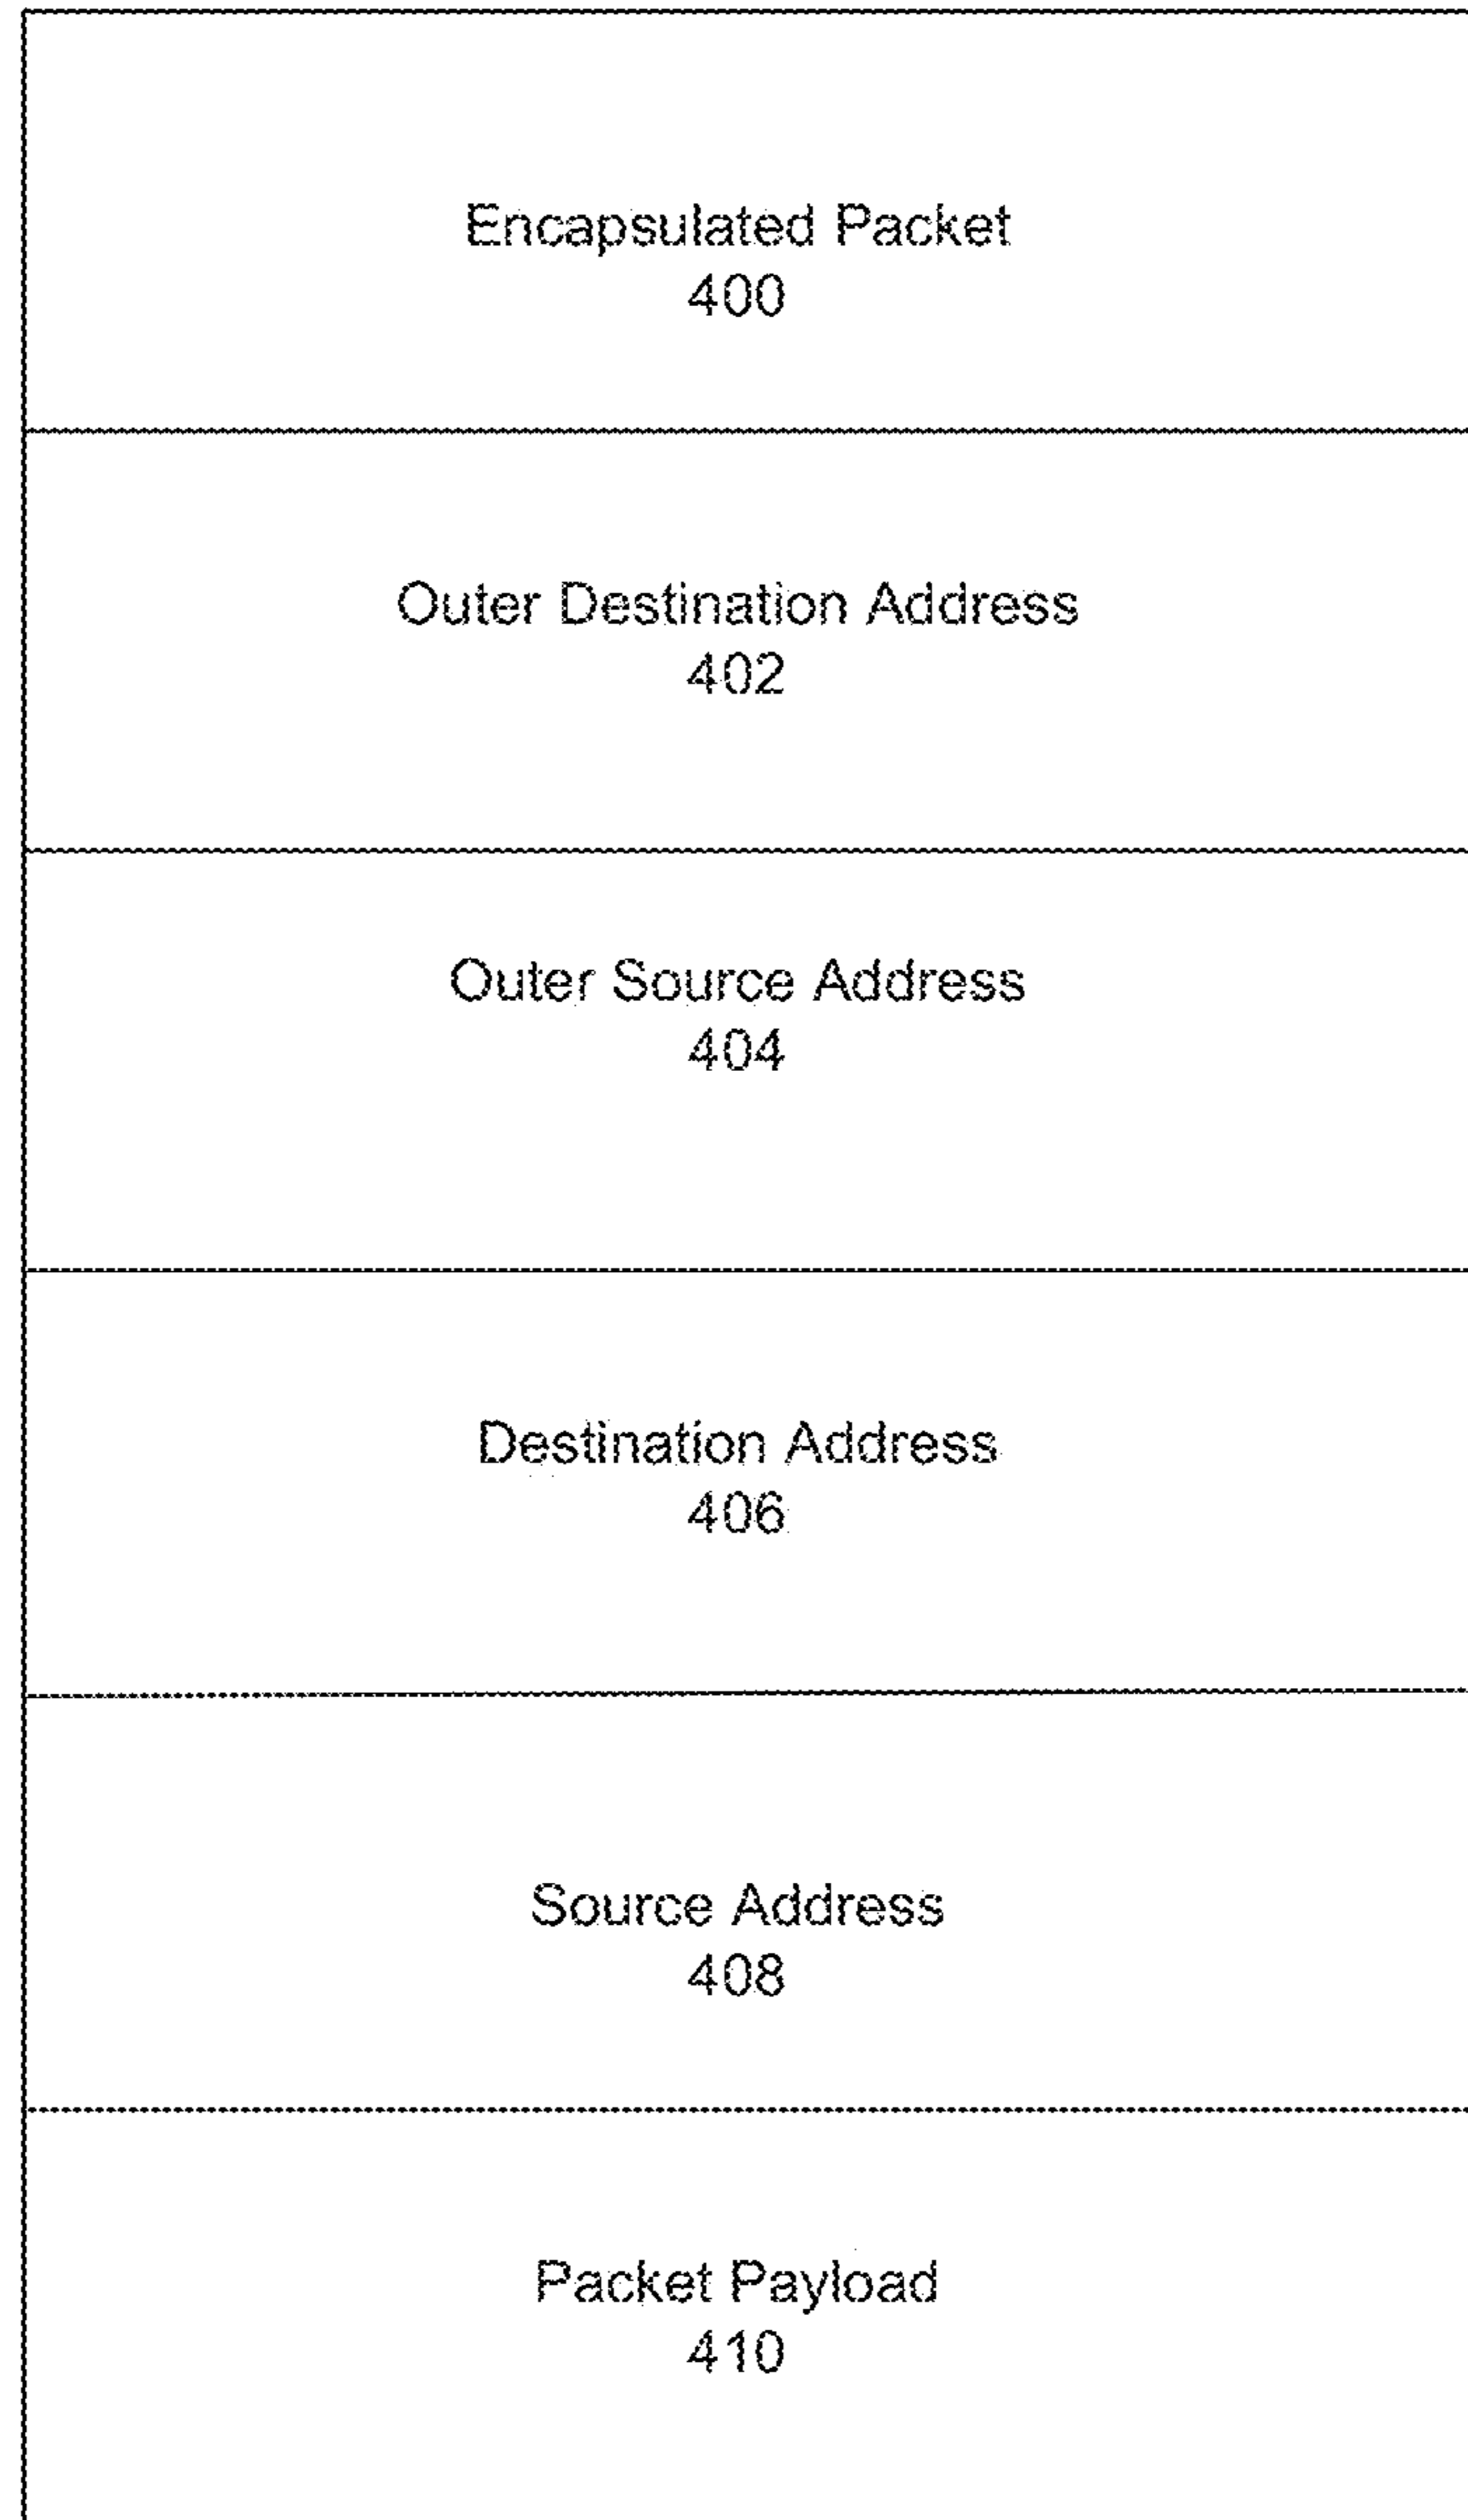 Encapsulated Packet
400
Outer Destination Address
402
Outer Source Address
404
Destination Address
406
Source Address
408
Packet Payload
410